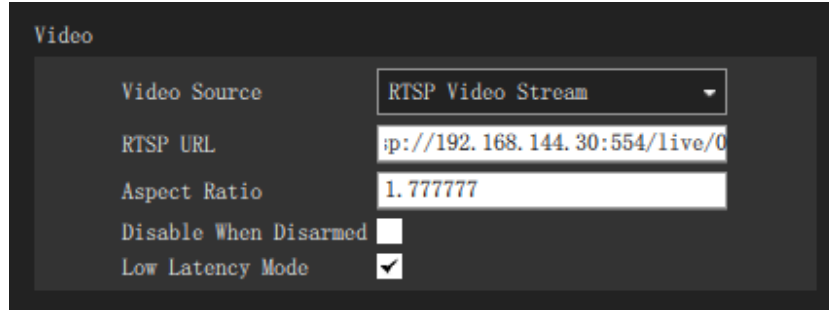 Video
Video Source RTSP Video Stream
RTSP URL sp://192.168.144.30:554/live/0
Aspect Ratio 1.777777
Disable When Disarmed
Low Latency Mode